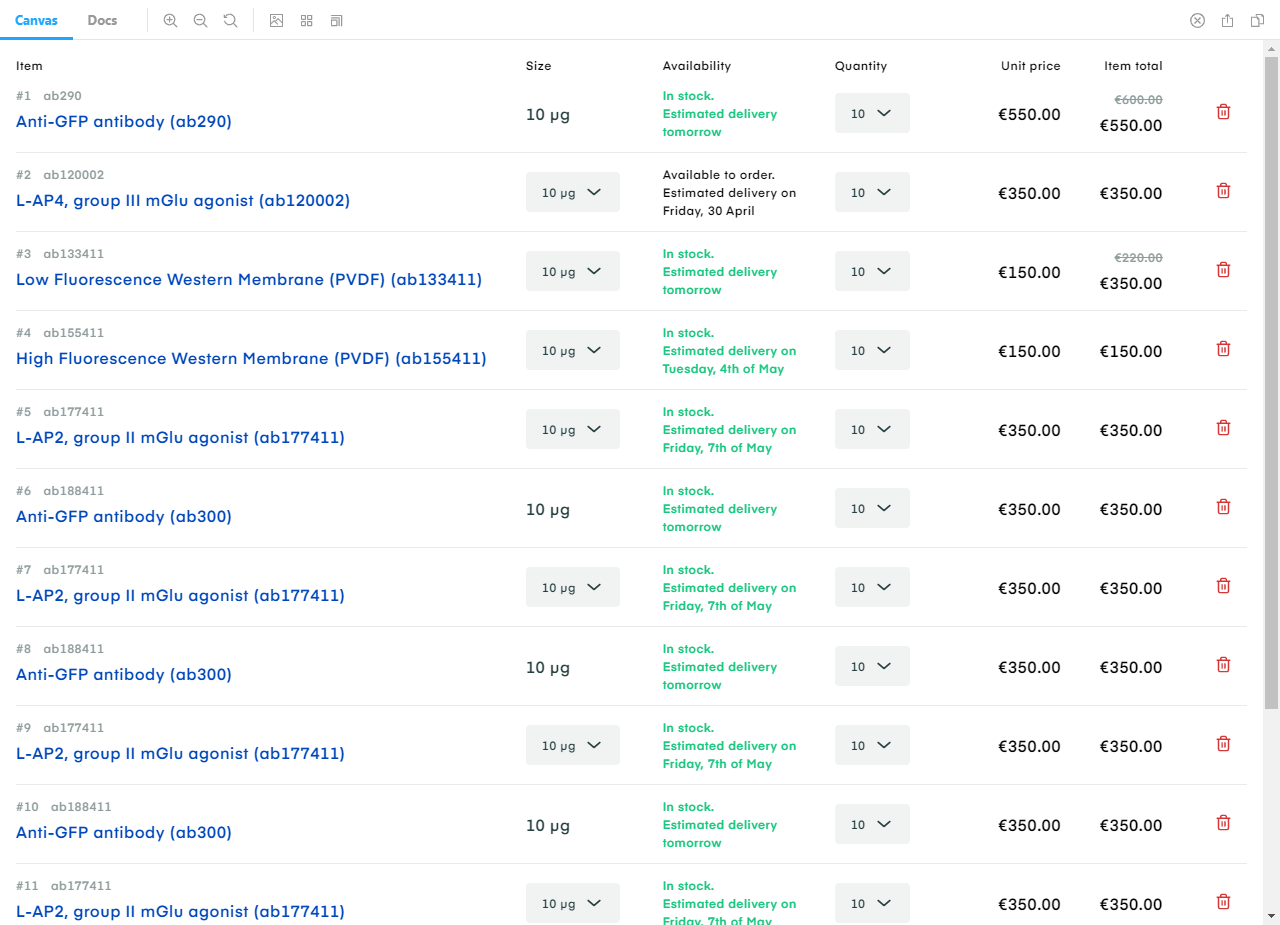 Canvas Docs
Item Size Availability Quantity Unit price Item total
#1 ab290
Anti-GFP antibody (ab290)
10 µg
In stock.
Estimated delivery
tomorrow
10
€550.00
€600.00
€550.00
#2 ab120002
L-AP4, group III mGlu agonist (ab120002)
10 µg
Available to order.
Estimated delivery on
Friday, 30 April
10
€350.00
€350.00
#3 ab133411
Low Fluorescence Western Membrane (PVDF) (ab133411)
10 µg
In stock.
Estimated delivery
tomorrow
10
€150.00
€220.00
€350.00
#4 ab155411
High Fluorescence Western Membrane (PVDF) (ab155411)
10 µg
In stock.
Estimated delivery on
Tuesday, 4th of May
10
€150.00
€150.00
#5 ab177411
L-AP2, group II mGlu agonist (ab177411)
10 µg
In stock.
Estimated delivery on
Friday, 7th of May
10
€350.00
€350.00
#6 ab188411
Anti-GFP antibody (ab300)
10 µg
In stock.
Estimated delivery
tomorrow
10
€350.00
€350.00
#7 ab177411
L-AP2, group II mGlu agonist (ab177411)
10 µg
In stock.
Estimated delivery on
Friday, 7th of May
10
€350.00
€350.00
#8 ab188411
Anti-GFP antibody (ab300)
10 µg
In stock.
Estimated delivery
tomorrow
10
€350.00
€350.00
#9 ab177411
L-AP2, group II mGlu agonist (ab177411)
10 µg
In stock.
Estimated delivery on
Friday, 7th of May
10
€350.00
€350.00
#10 ab188411
Anti-GFP antibody (ab300)
10 µg
In stock.
Estimated delivery
tomorrow
10
€350.00
€350.00
#11 ab177411
L-AP2, group II mGlu agonist (ab177411)
10 µg
In stock.
Estimated delivery on
Friday, 7th of May
10
€350.00
€350.00